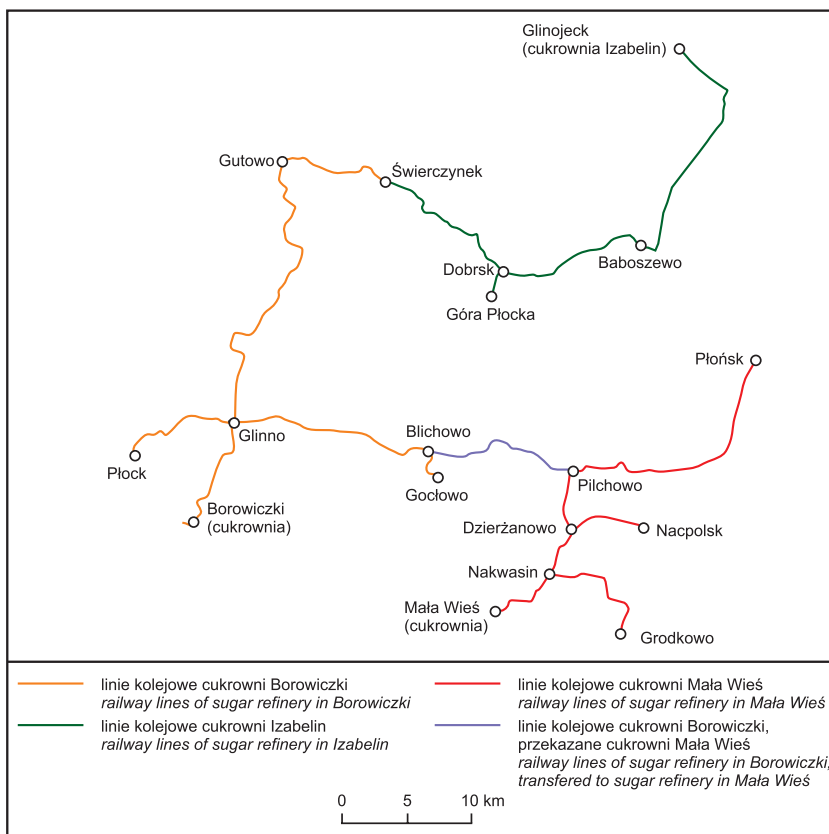 Glinojeck
(cukrownia Izabelin)
Gutowo
Świerczynek
Dobrsk
Baboszewo
Góra Płocka
Płońsk
Glinno
Blichowo
Płock
Gocłowo
Pilchowo
Borowiczki
(cukrownia)
Dzierżanowo
Nacpolsk
Nakwasin
Mała Wieś
(cukrownia)
Grodkowo
linie kolejowe cukrowni Borowiczki
railway lines of sugar refinery in Borowiczki
linie kolejowe cukrowni Izabelin
railway lines of sugar refinery in Izabelin
linie kolejowe cukrowni Mała Wieś
railway lines of sugar refinery in Mała Wieś
linie kolejowe cukrowni Borowiczki,
przekazane cukrowni Mała Wieś
railway lines of sugar refinery in Borowiczki,
transfered to sugar refinery in Mała Wieś
0 5 10 km